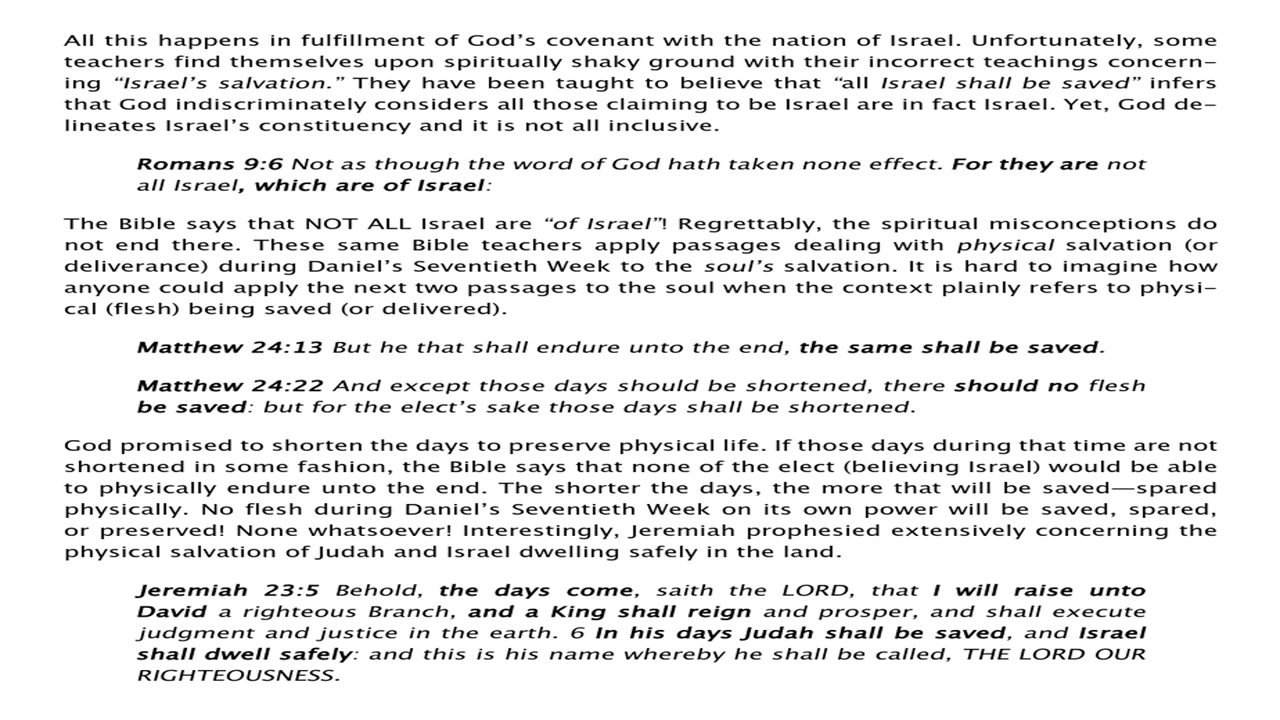 All this happens in fulfillment of God’s covenant with the nation of Israel. Unfortunately, some
teachers find themselves upon spiritually shaky ground with their incorrect teachings concern–
ing “Israel’s salvation.” They have been taught to believe that “all Israel shall be saved” infers
that God indiscriminately considers all those claiming to be Israel are in fact Israel. Yet, God de–
lineates Israel’s constituency and it is not all inclusive.
Romans 9:6 Not as though the word of God hath taken none effect. For they are not
all Israel, which are of Israel:
The Bible says that NOT ALL Israel are “of Israel”! Regrettably, the spiritual misconceptions do
not end there. These same Bible teachers apply passages dealing with physical salvation (or
deliverance) during Daniel’s Seventieth Week to the soul’s salvation. It is hard to imagine how
anyone could apply the next two passages to the soul when the context plainly refers to physi–
cal (flesh) being saved (or delivered).
Matthew 24:13 But he that shall endure unto the end, the same shall be saved.
Matthew 24:22 And except those days should be shortened, there should no flesh
be saved: but for the elect’s sake those days shall be shortened.
God promised to shorten the days to preserve physical life. If those days during that time are not
shortened in some fashion, the Bible says that none of the elect (believing Israel) would be able
to physically endure unto the end. The shorter the days, the more that will be saved—spared
physically. No flesh during Daniel’s Seventieth Week on its own power will be saved, spared,
or preserved! None whatsoever! Interestingly, Jeremiah prophesied extensively concerning the
physical salvation of Judah and Israel dwelling safely in the land.
Jeremiah 23:5 Behold, the days come, saith the LORD, that I will raise unto
David a righteous Branch, and a King shall reign and prosper, and shall execute
judgment and justice in the earth. 6 In his days Judah shall be saved, and Israel
shall dwell safely: and this is his name whereby he shall be called, THE LORD OUR
RIGHTEOUSNESS.